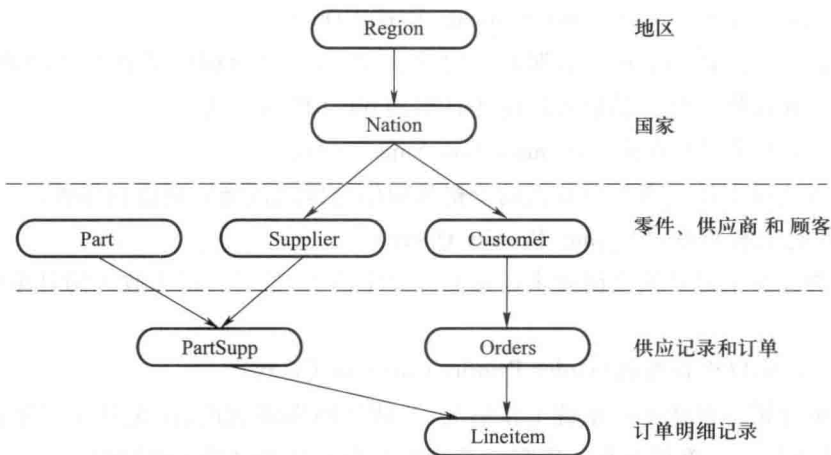 Region 地区
Nation 国家
Part Supplier Customer 零件、供应商 和 顾客
PartSupp Orders 供应记录和订单
Lineitem 订单明细记录